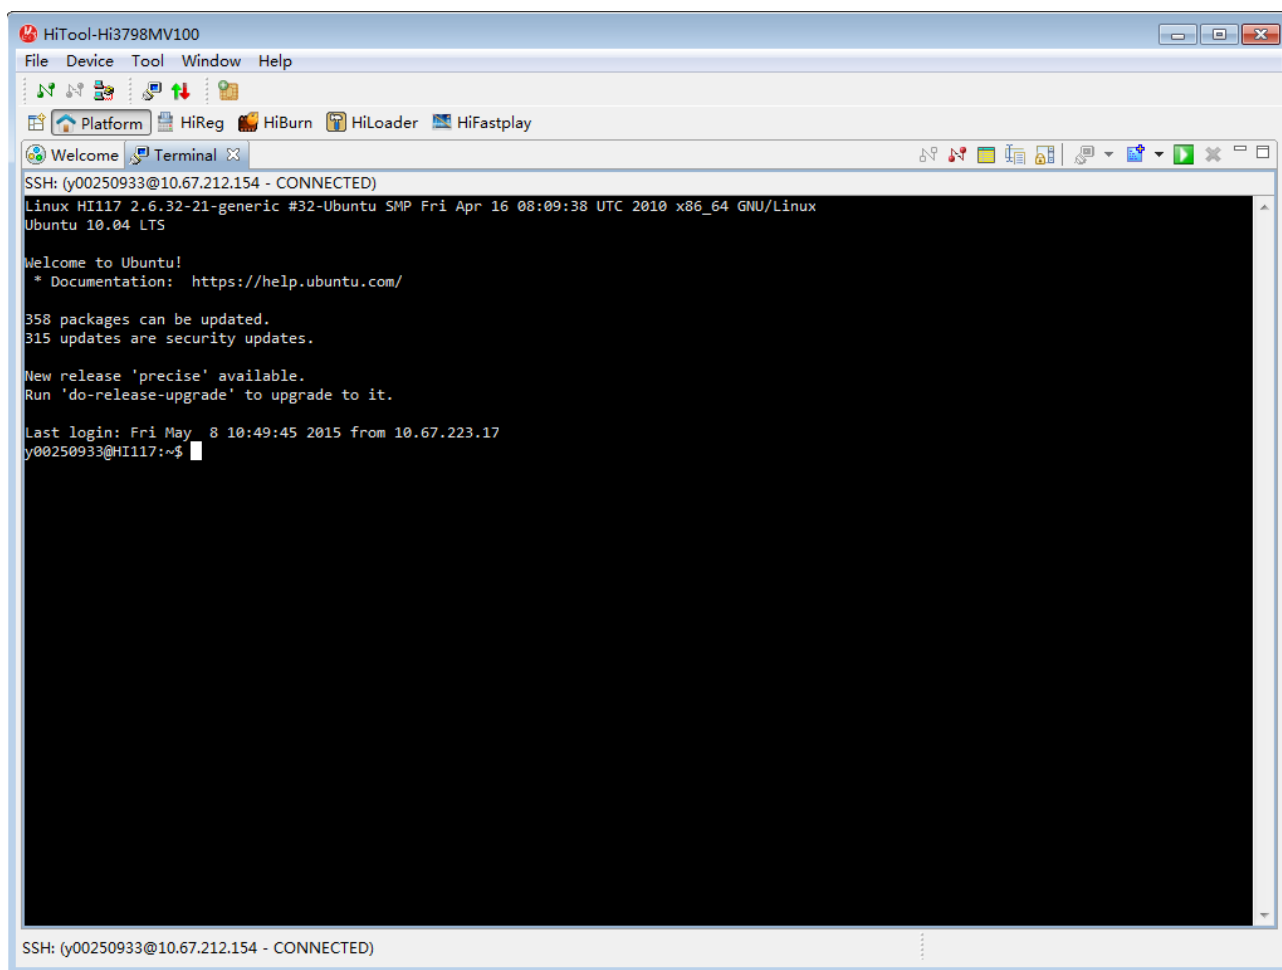 HiTool-Hi3798MV100
File Device Tool Window Help
Platform HiReg HiBurn HiLoader HiFastplay
Welcome Terminal
SSH: (y00250933@10.67.212.154 - CONNECTED)
Linux HI117 2.6.32-21-generic #32-Ubuntu SMP Fri Apr 16 08:09:38 UTC 2010 x86_64 GNU/Linux
Ubuntu 10.04 LTS
Welcome to Ubuntu!
* Documentation:  https://help.ubuntu.com/
358 packages can be updated.
315 updates are security updates.
New release 'precise' available.
Run 'do-release-upgrade' to upgrade to it.
Last login: Fri May  8 10:49:45 2015 from 10.67.223.17
y00250933@HI117:~$
SSH: (y00250933@10.67.212.154 - CONNECTED)